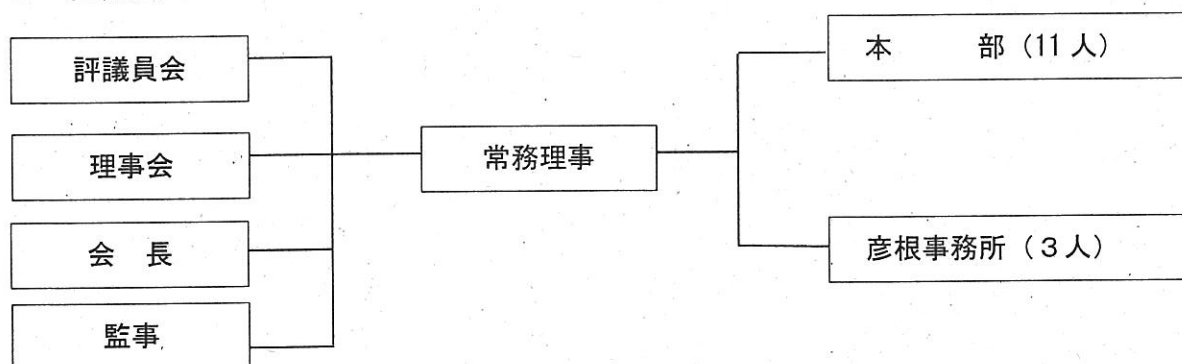 評議員会
理事会
会　長
監事
常務理事
本　　　部（11人）
彦根事務所（3人）